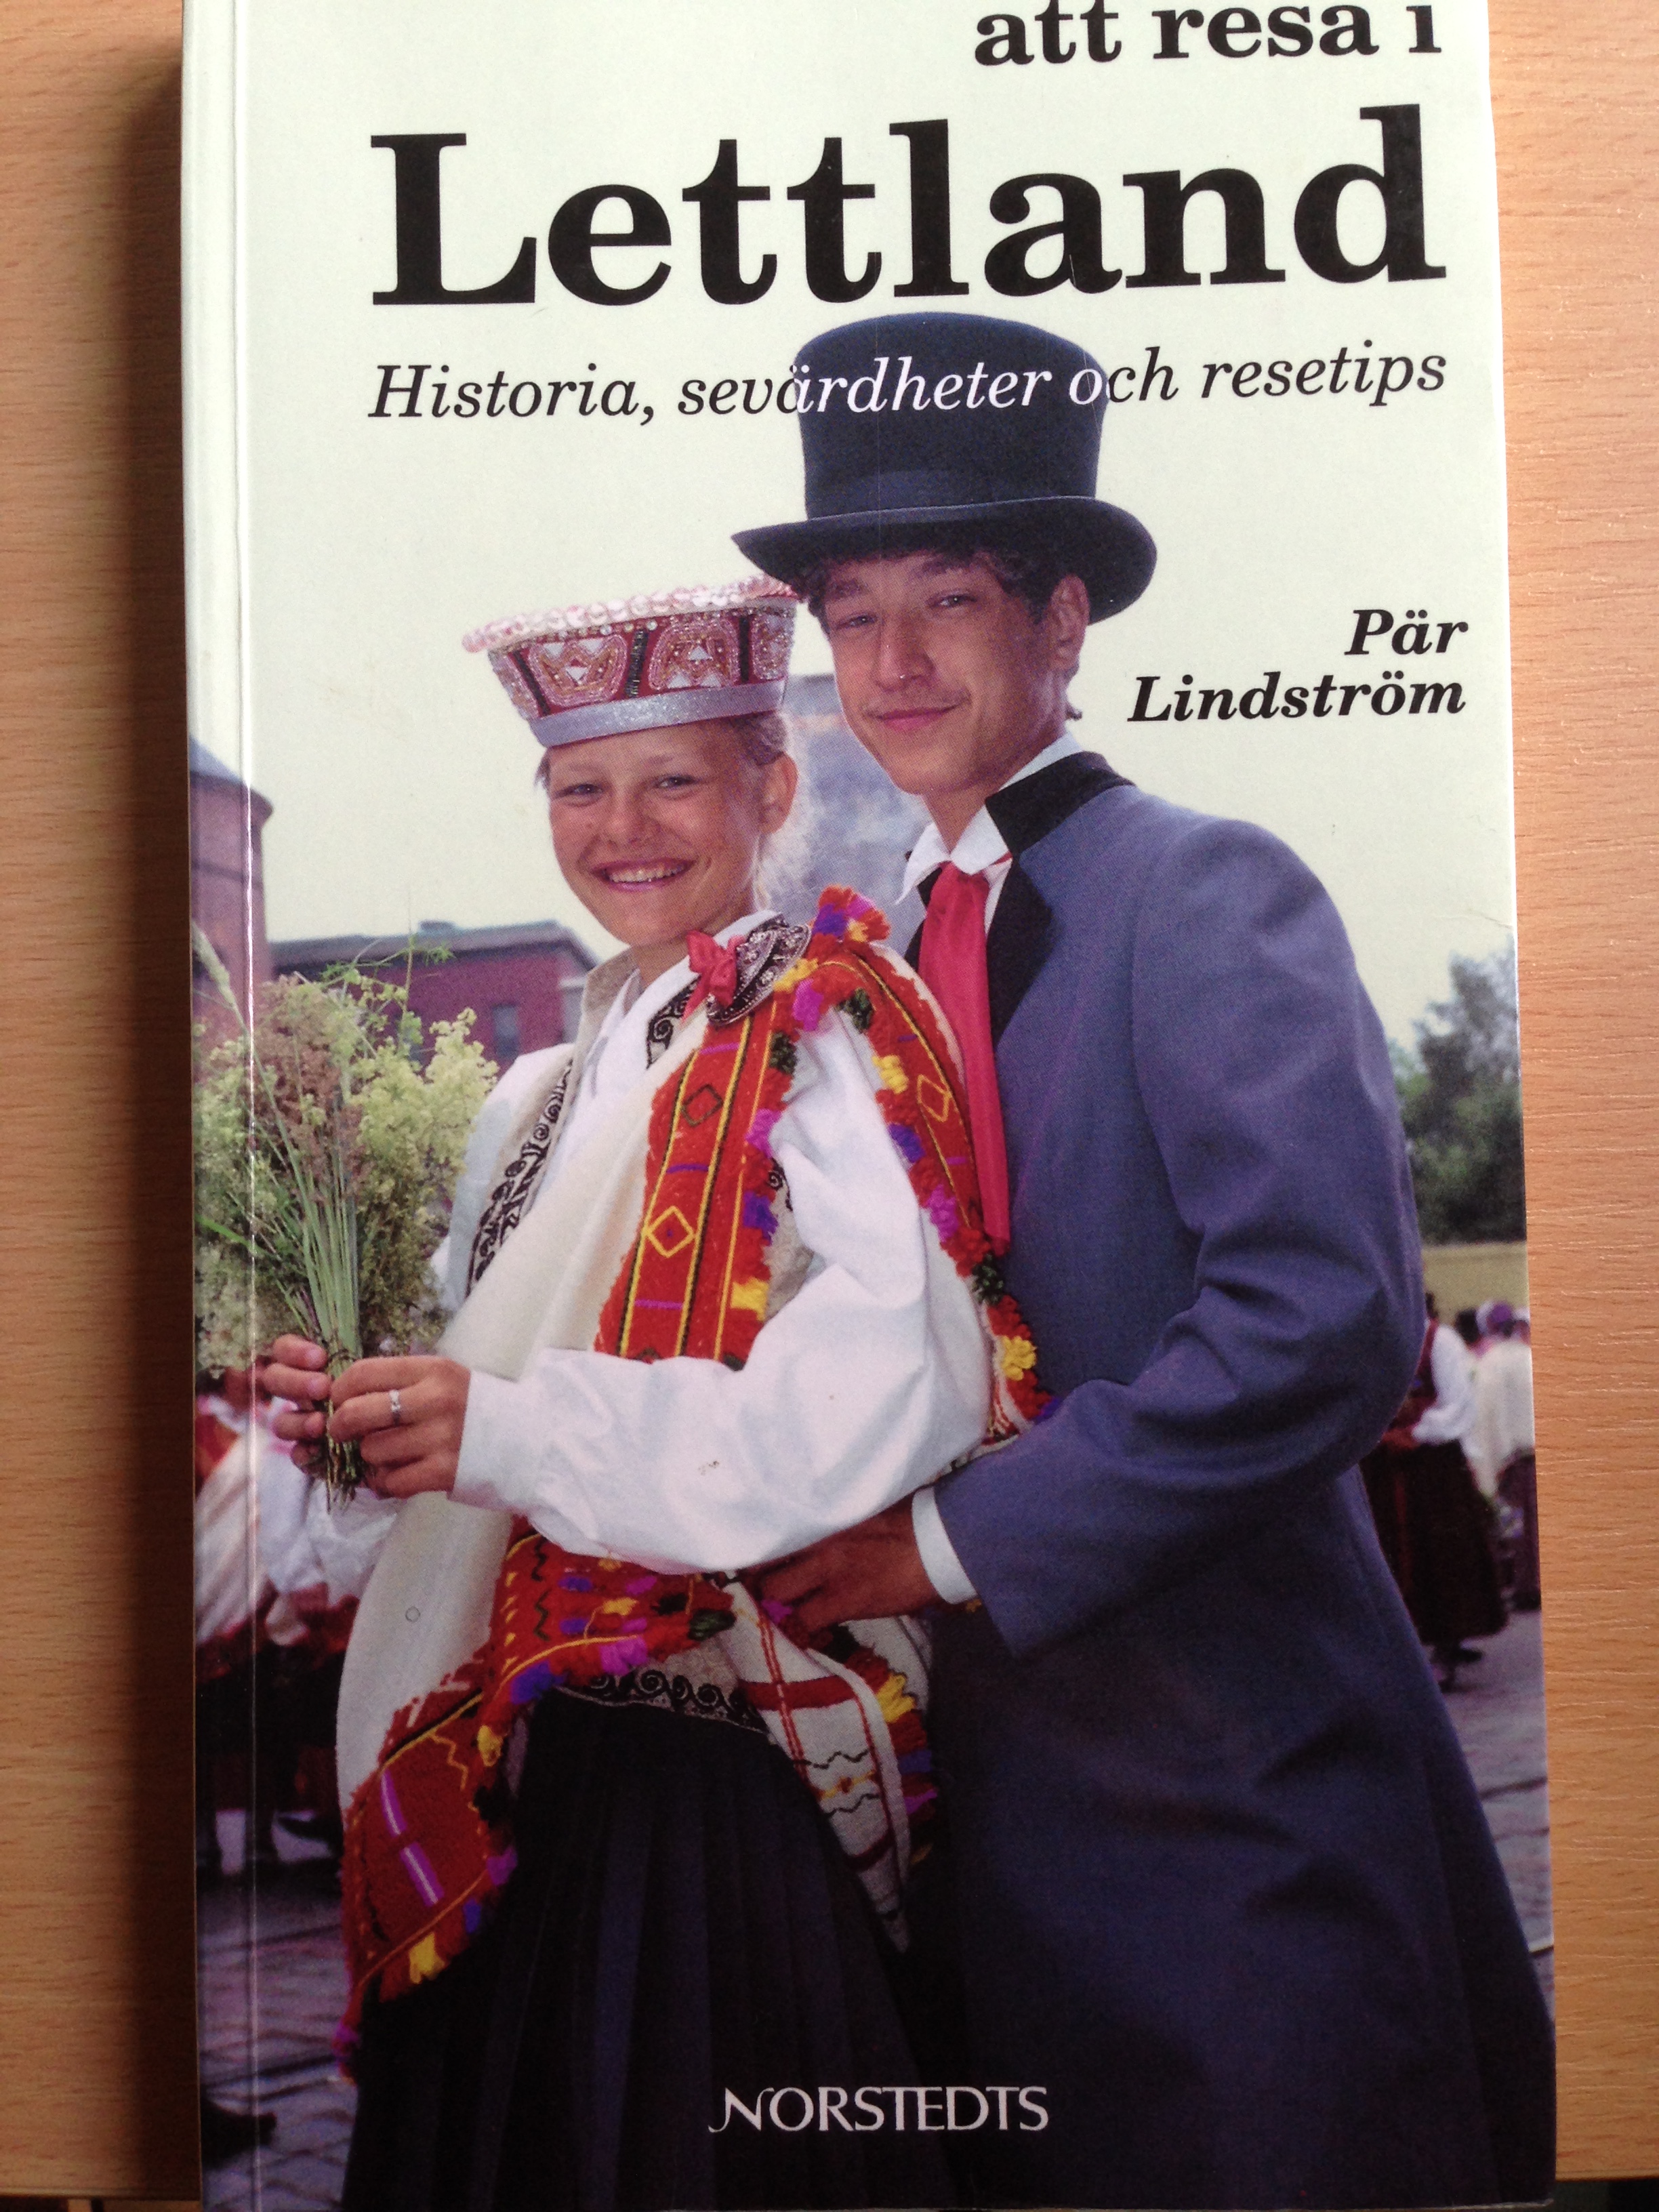 att resa i
Lettland
Historia, sevärdheter och resetips
Pär
Lindström
NORSTEDTS